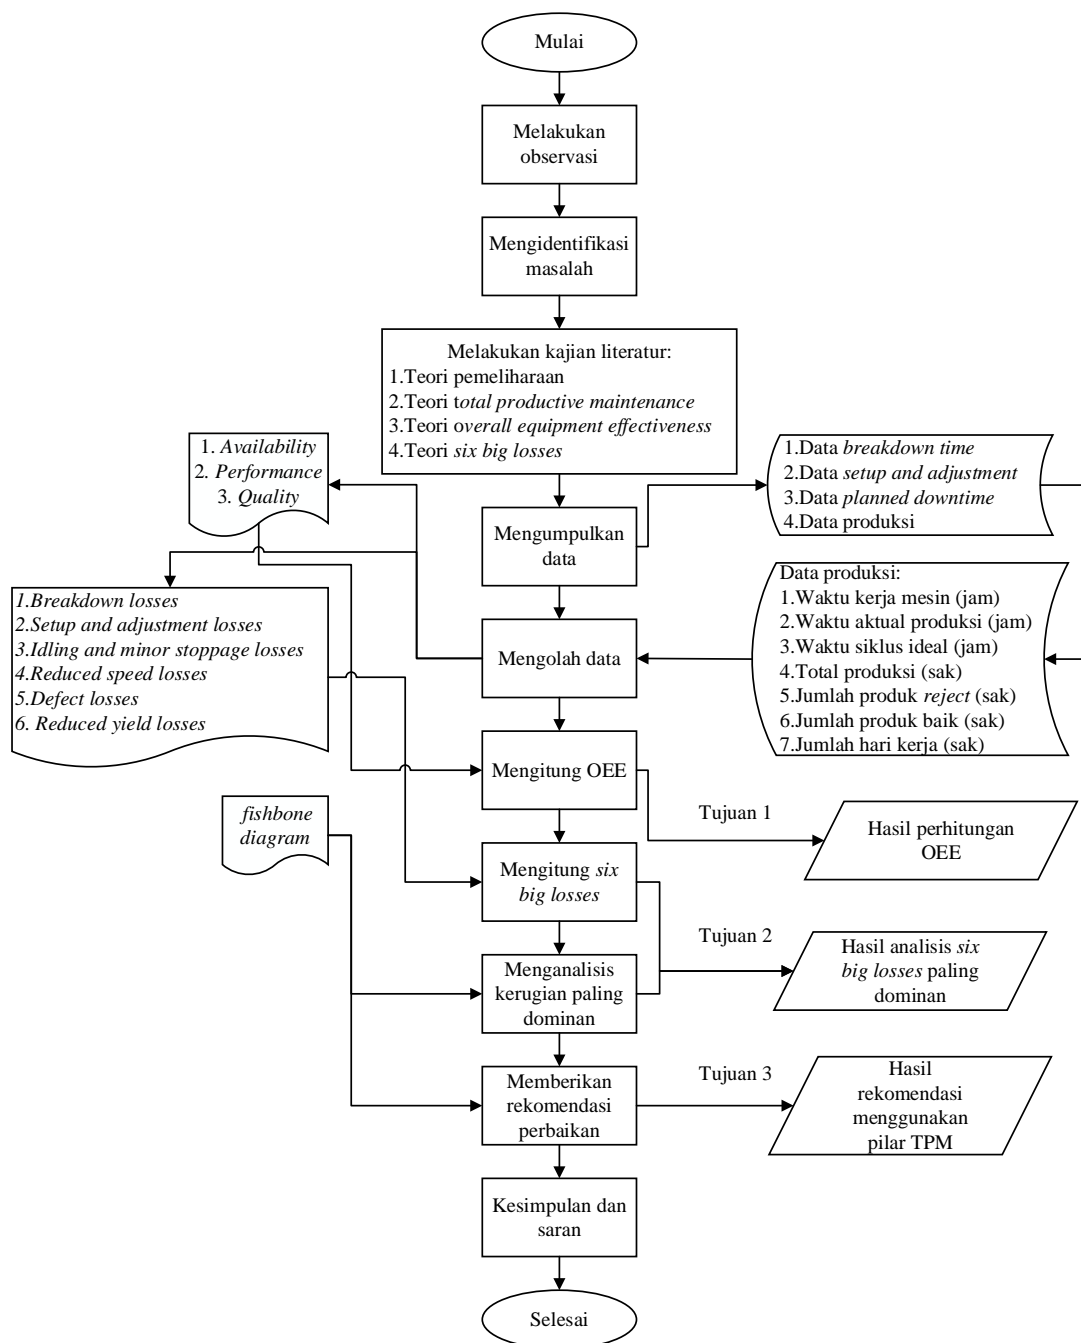 Mulai
Melakukan
observasi
Mengidentifikasi
masalah
Melakukan kajian literatur:
1.Teori pemeliharaan
2.Teori total productive maintenance
3.Teori overall equipment effectiveness
4.Teori six big losses
1. Availability
2. Performance
3. Quality
1.Data breakdown time
2.Data setup and adjustment
3.Data planned downtime
4.Data produksi
Mengumpulkan
data
Data produksi:
1.Waktu kerja mesin (jam)
2.Waktu aktual produksi (jam)
3.Waktu siklus ideal (jam)
4.Total produksi (sak)
5.Jumlah produk reject (sak)
6.Jumlah produk baik (sak)
7.Jumlah hari kerja (sak)
1.Breakdown losses
2.Setup and adjustment losses
3.Idling and minor stoppage losses
4.Reduced speed losses
5.Defect losses
6. Reduced yield losses
Mengolah data
Mengitung OEE
Tujuan 1
Hasil perhitungan
OEE
fishbone
diagram
Mengitung six
big losses
Tujuan 2
Hasil analisis six
big losses paling
dominan
Menganalisis
kerugian paling
dominan
Memberikan
rekomendasi
perbaikan
Tujuan 3
Hasil
rekomendasi
menggunakan
pilar TPM
Kesimpulan dan
saran
Selesai